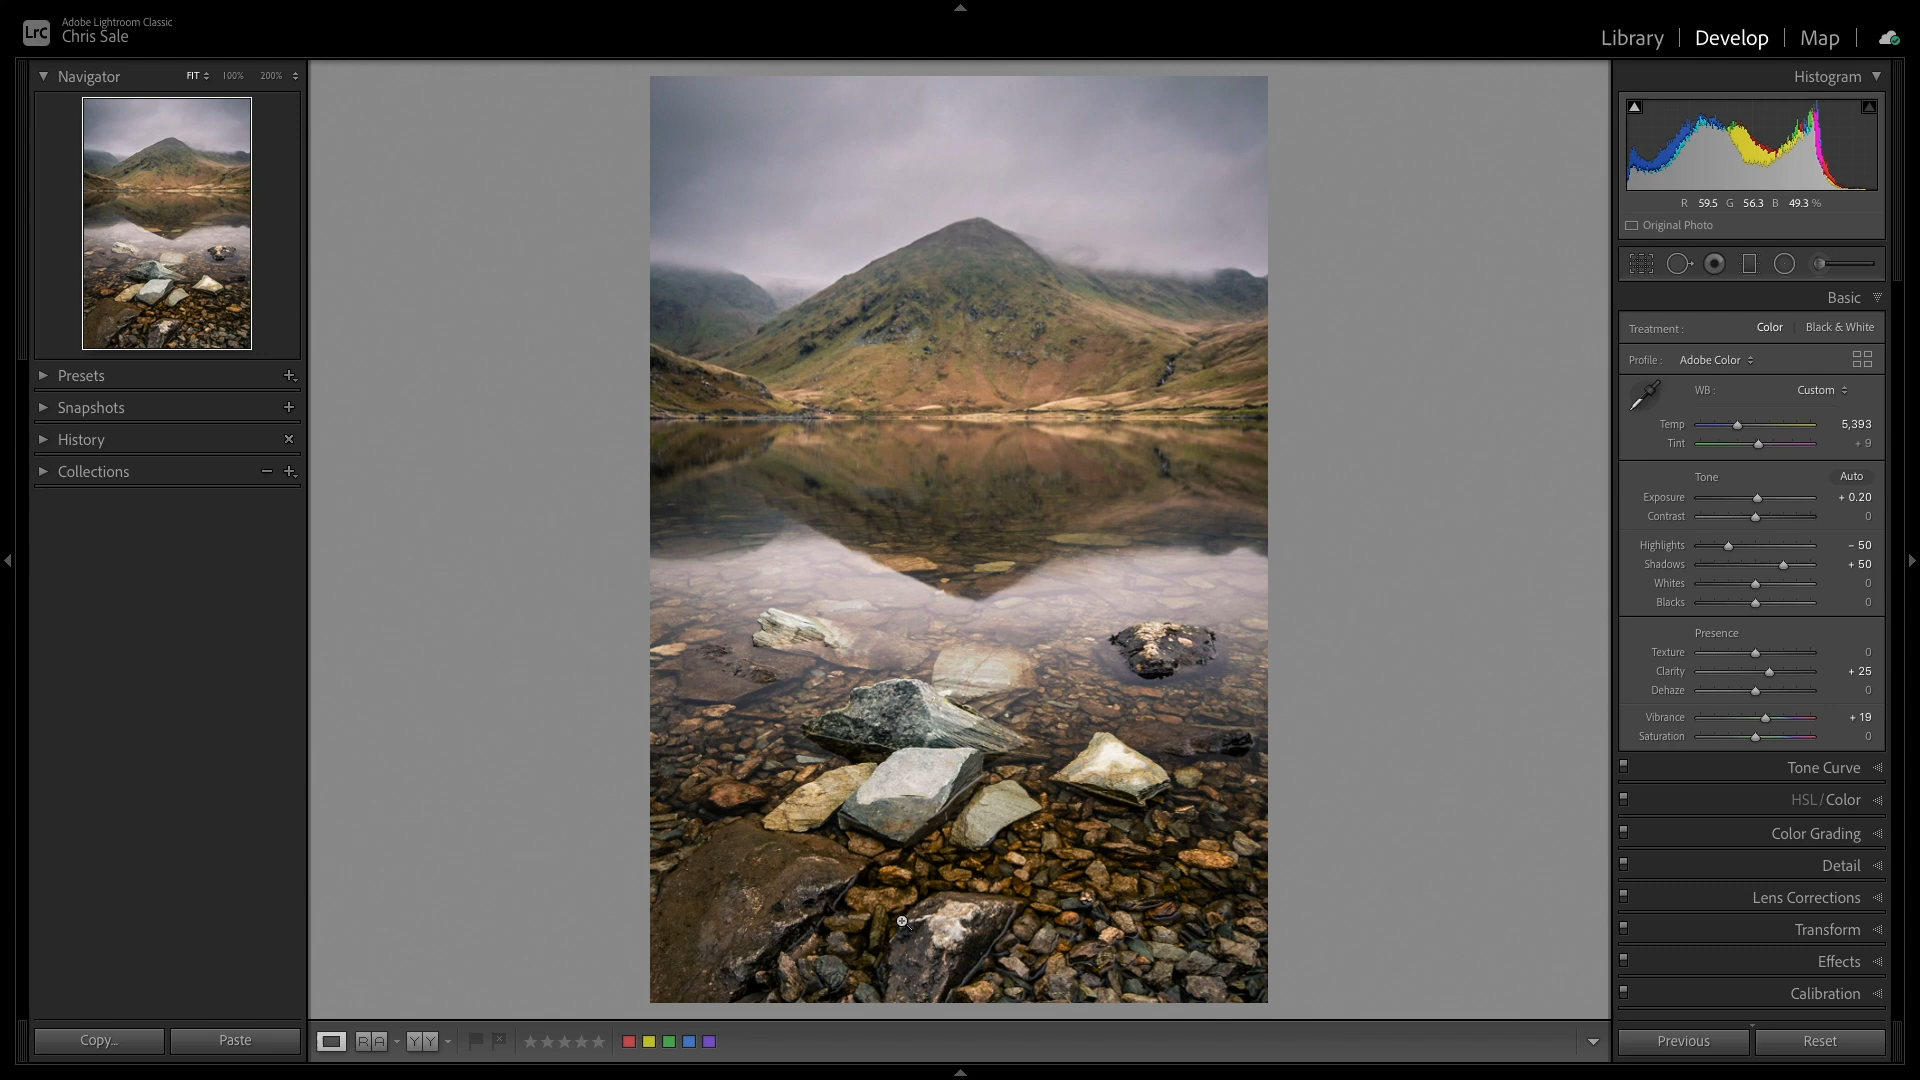 LrC
Adobe Lightroom Classic
Chris Sale
Library | Develop | Map |
Navigator FIT 100% 200%
Presets
Snapshots
History
Collections
Copy...
Paste
R A
Y Y
Histogram
R 59.5 G 56.3 B 49.3 %
Original Photo
Basic
Treatment : Color Black & White
Profile : Adobe Color
WB : Custom
Temp 5,393
Tint + 9
Tone Auto
Exposure + 0.20
Contrast 0
Highlights − 50
Shadows + 50
Whites 0
Blacks 0
Presence
Texture 0
Clarity + 25
Dehaze 0
Vibrance + 19
Saturation 0
Tone Curve
HSL / Color
Color Grading
Detail
Lens Corrections
Transform
Effects
Calibration
Previous
Reset